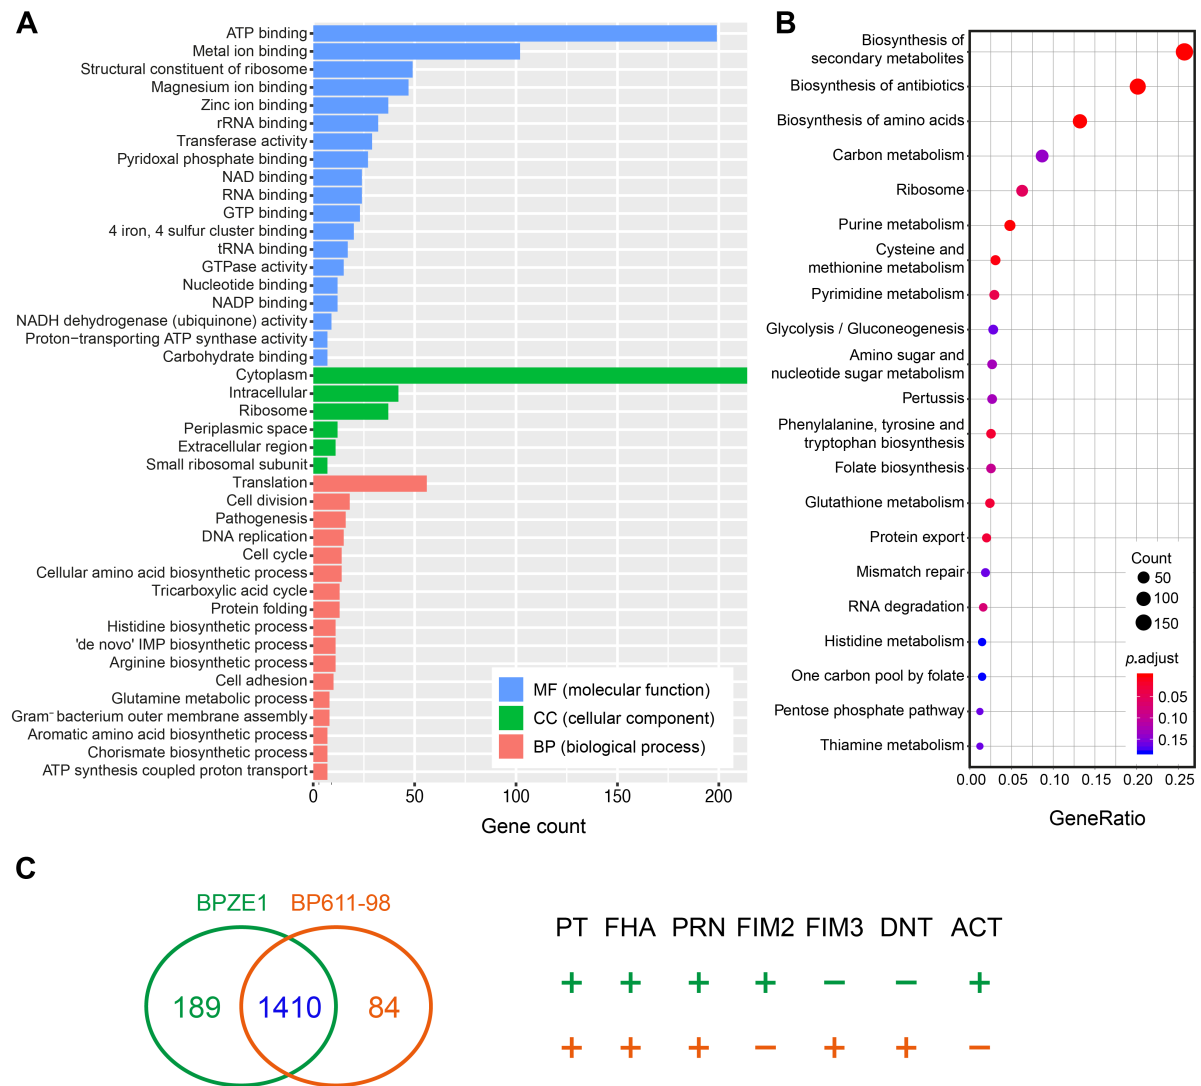 A
ATP binding
Metal ion binding
Structural constituent of ribosome
Magnesium ion binding
Zinc ion binding
rRNA binding
Transferase activity
Pyridoxal phosphate binding
NAD binding
RNA binding
GTP binding
4 iron, 4 sulfur cluster binding
tRNA binding
GTPase activity
Nucleotide binding
NADP binding
NADH dehydrogenase (ubiquinone) activity
Proton−transporting ATP synthase activity
Carbohydrate binding
Cytoplasm
Intracellular
Ribosome
Periplasmic space
Extracellular region
Small ribosomal subunit
Translation
Cell division
Pathogenesis
DNA replication
Cell cycle
Cellular amino acid biosynthetic process
Tricarboxylic acid cycle
Protein folding
Histidine biosynthetic process
'de novo' IMP biosynthetic process
Arginine biosynthetic process
Cell adhesion
Glutamine metabolic process
Gram⁻ bacterium outer membrane assembly
Aromatic amino acid biosynthetic process
Chorismate biosynthetic process
ATP synthesis coupled proton transport
MF (molecular function)
CC (cellular component)
BP (biological process)
0 50 100 150 200
Gene count
B
Biosynthesis of
secondary metabolites
Biosynthesis of antibiotics
Biosynthesis of amino acids
Carbon metabolism
Ribosome
Purine metabolism
Cysteine and
methionine metabolism
Pyrimidine metabolism
Glycolysis / Gluconeogenesis
Amino sugar and
nucleotide sugar metabolism
Pertussis
Phenylalanine, tyrosine and
tryptophan biosynthesis
Folate biosynthesis
Glutathione metabolism
Protein export
Mismatch repair
RNA degradation
Histidine metabolism
One carbon pool by folate
Pentose phosphate pathway
Thiamine metabolism
Count
50
100
150
p.adjust
0.05
0.10
0.15
0.00 0.05 0.10 0.15 0.20 0.25
GeneRatio
C
BPZE1 BP611-98
189 1410 84
PT FHA PRN FIM2 FIM3 DNT ACT
+ + + + − − +
+ + + − + + −